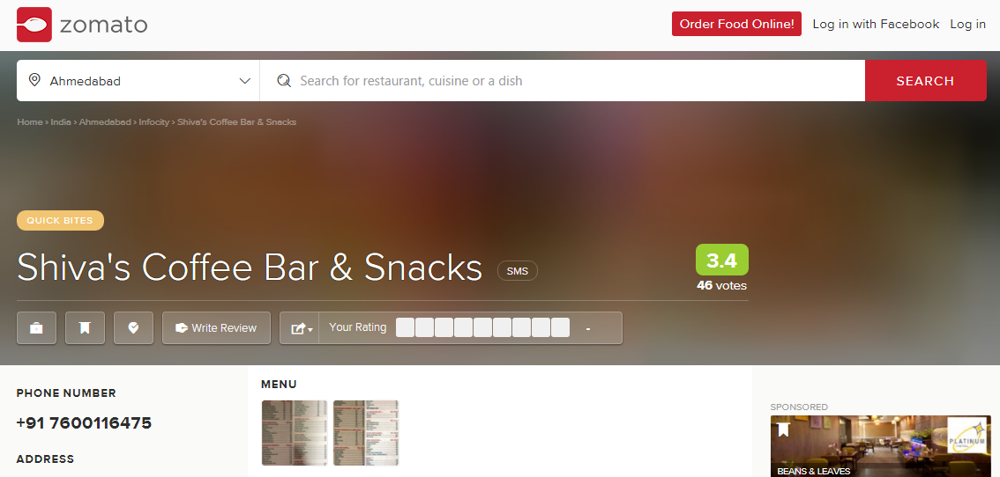 zomato
Order Food Online! Log in with Facebook Log in
Ahmedabad
Search for restaurant, cuisine or a dish
SEARCH
Home › India › Ahmedabad › Infocity › Shiva's Coffee Bar & Snacks
QUICK BITES
Shiva's Coffee Bar & Snacks SMS
3.4
46 votes
Write Review
Your Rating -
PHONE NUMBER
+91 7600116475
ADDRESS
MENU
SPONSORED
PLATINUM
BEANS & LEAVES